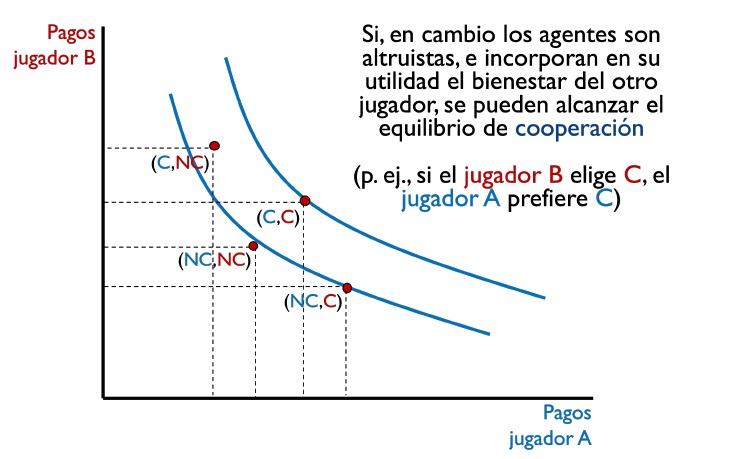 Pagos
jugador B
Si, en cambio los agentes son
altruistas, e incorporan en su
utilidad el bienestar del otro
jugador, se pueden alcanzar el
equilibrio de cooperación
(p. ej., si el jugador B elige C, el
jugador A prefiere C)
(C,NC)
(C,C)
(NC,NC)
(NC,C)
Pagos
jugador A